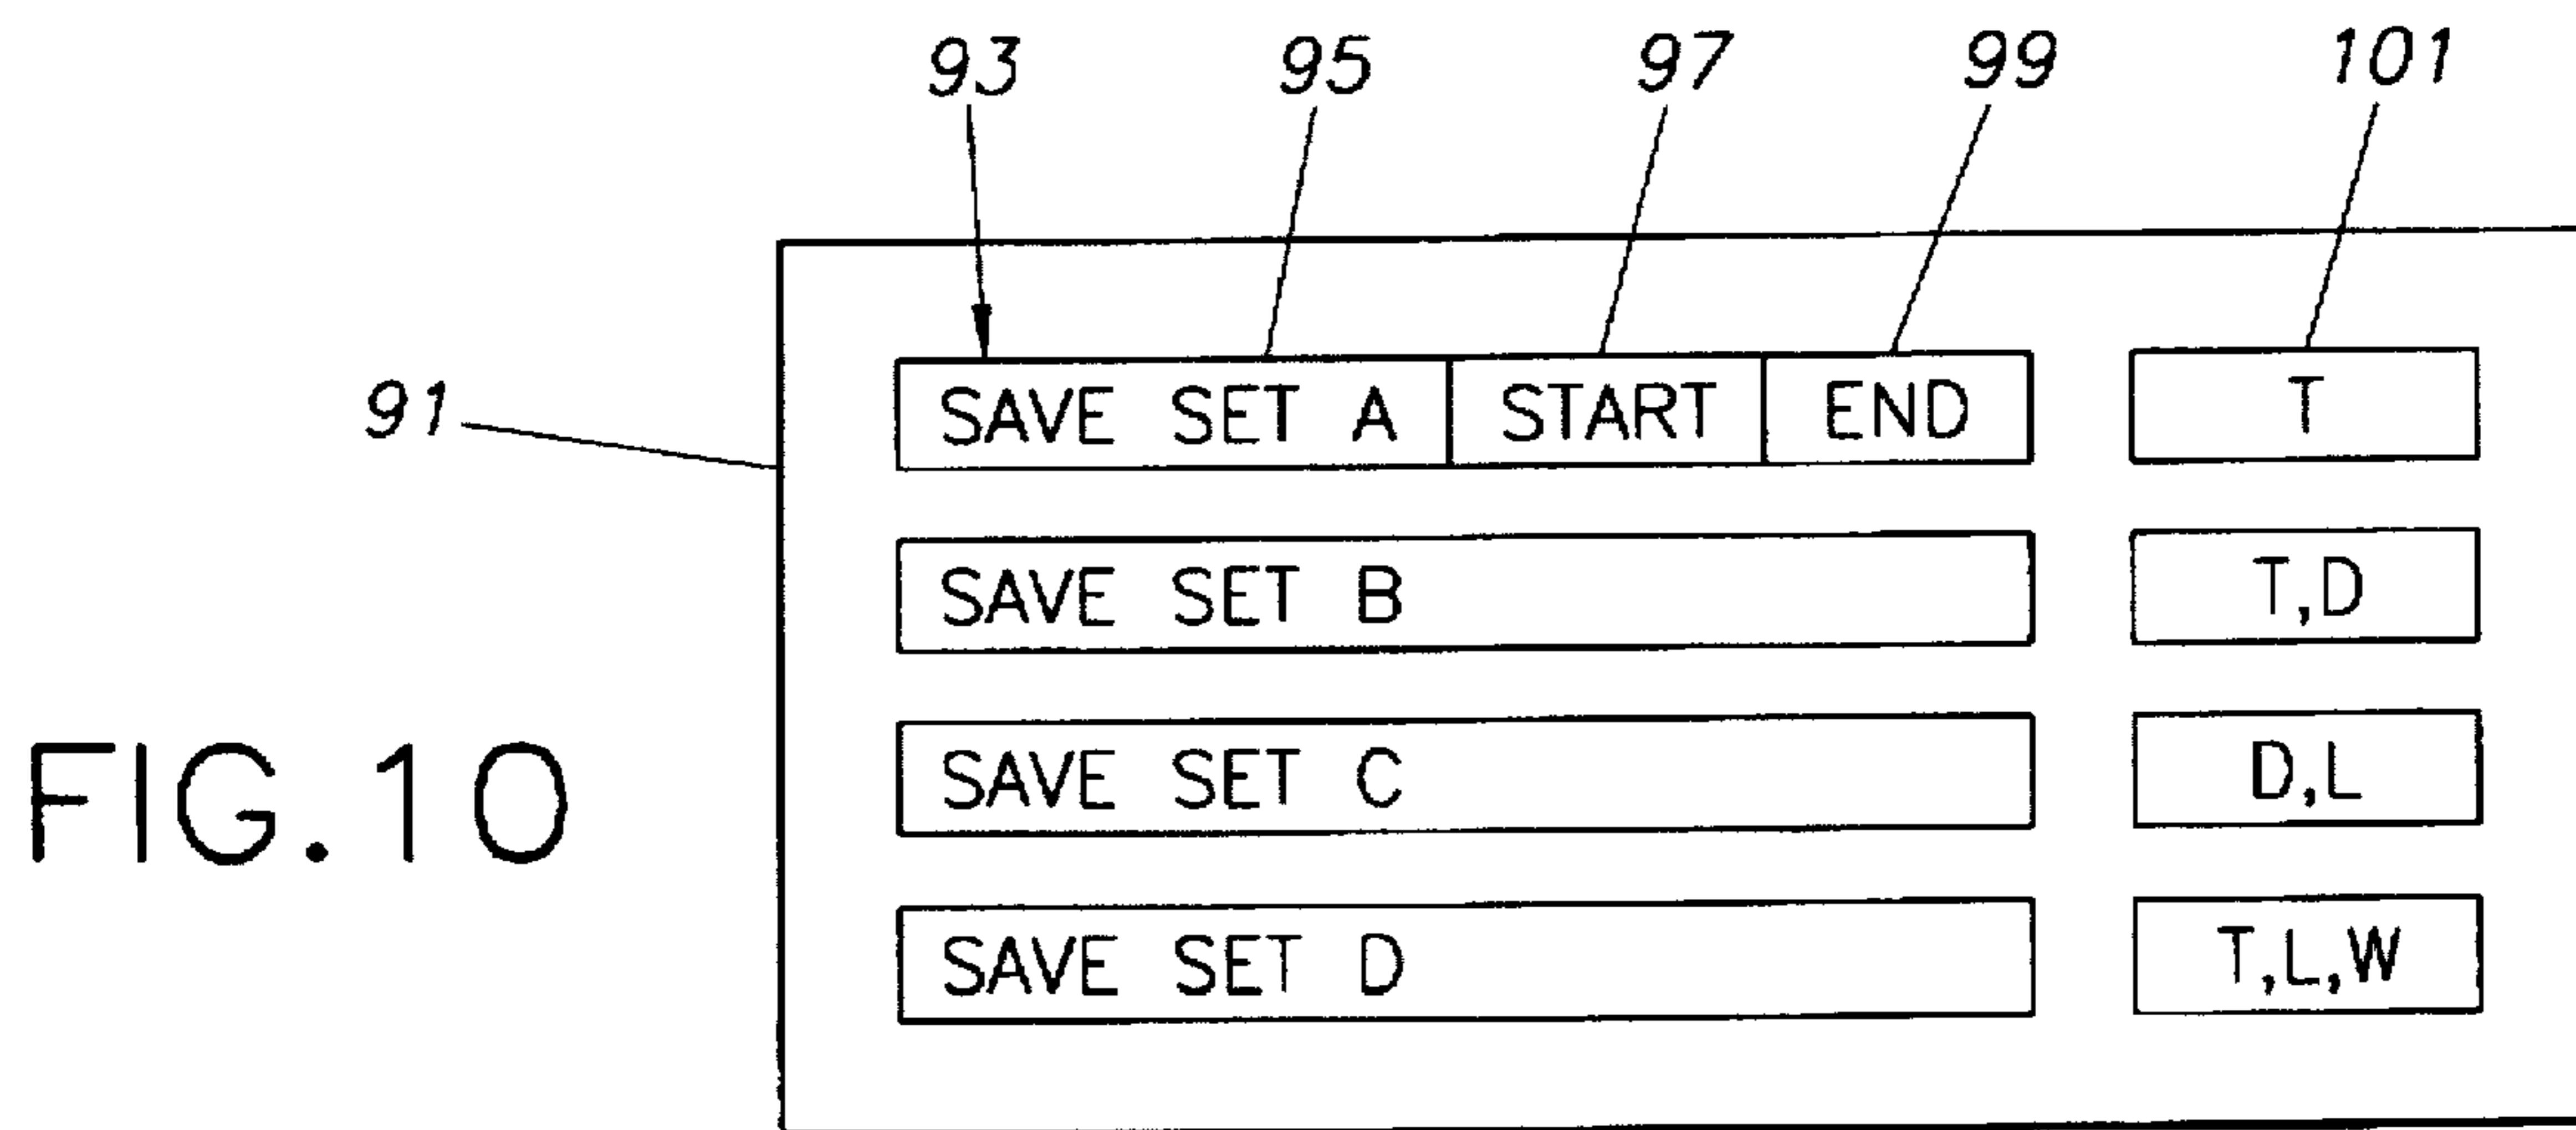 93 95 97 99 101
91
SAVE SET A START END T
SAVE SET B T,D
SAVE SET C D,L
FIG.10
SAVE SET D T,L,W